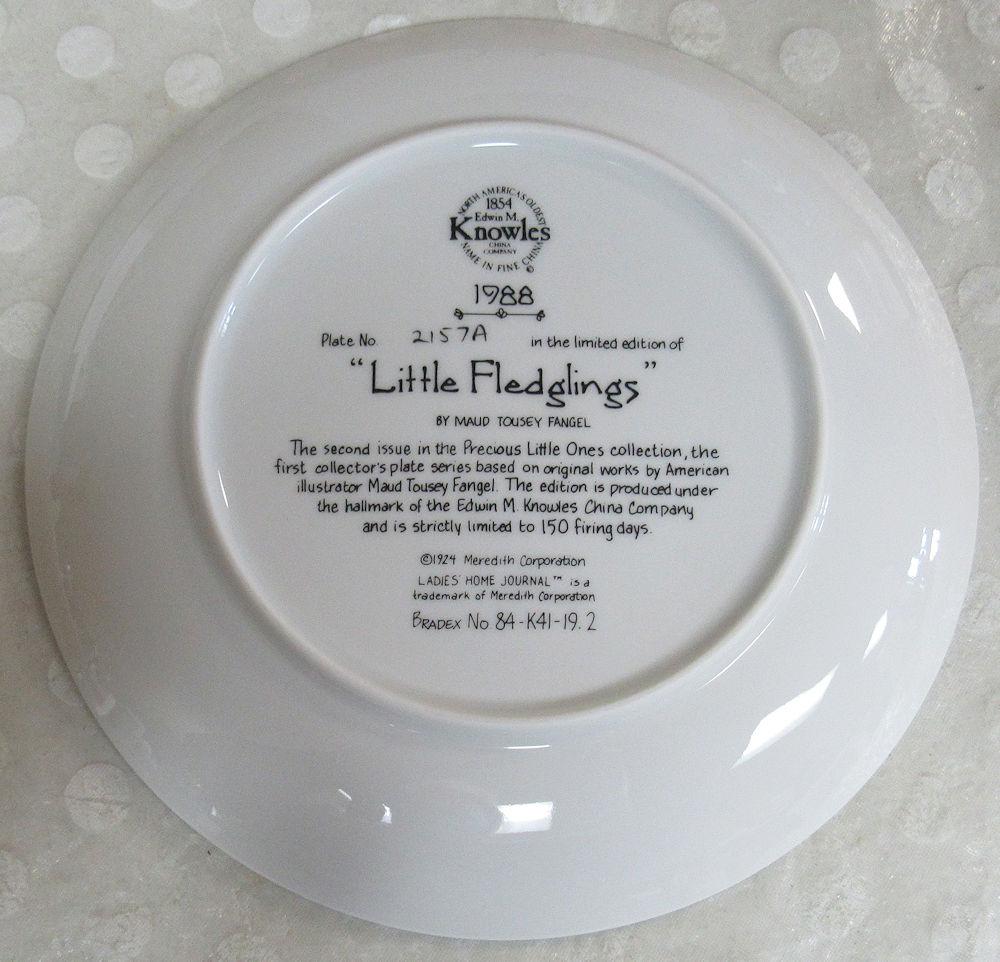 NORTH AMERICA'S OLDEST
1854
Edwin M.
Knowles
CHINA
COMPANY
NAME IN FINE CHINA
©
1988
Plate No. 2157A in the limited edition of
"Little Fledglings"
BY MAUD TOUSEY FANGEL
The second issue in the Precious Little Ones collection, the
first collector's plate series based on original works by American
illustrator Maud Tousey Fangel. The edition is produced under
the hallmark of the Edwin M. Knowles China Company
and is strictly limited to 150 firing days.
©1924 Meredith Corporation
LADIES' HOME JOURNAL™ is a
trademark of Meredith Corporation
BRADEX No. 84-K41-19.2